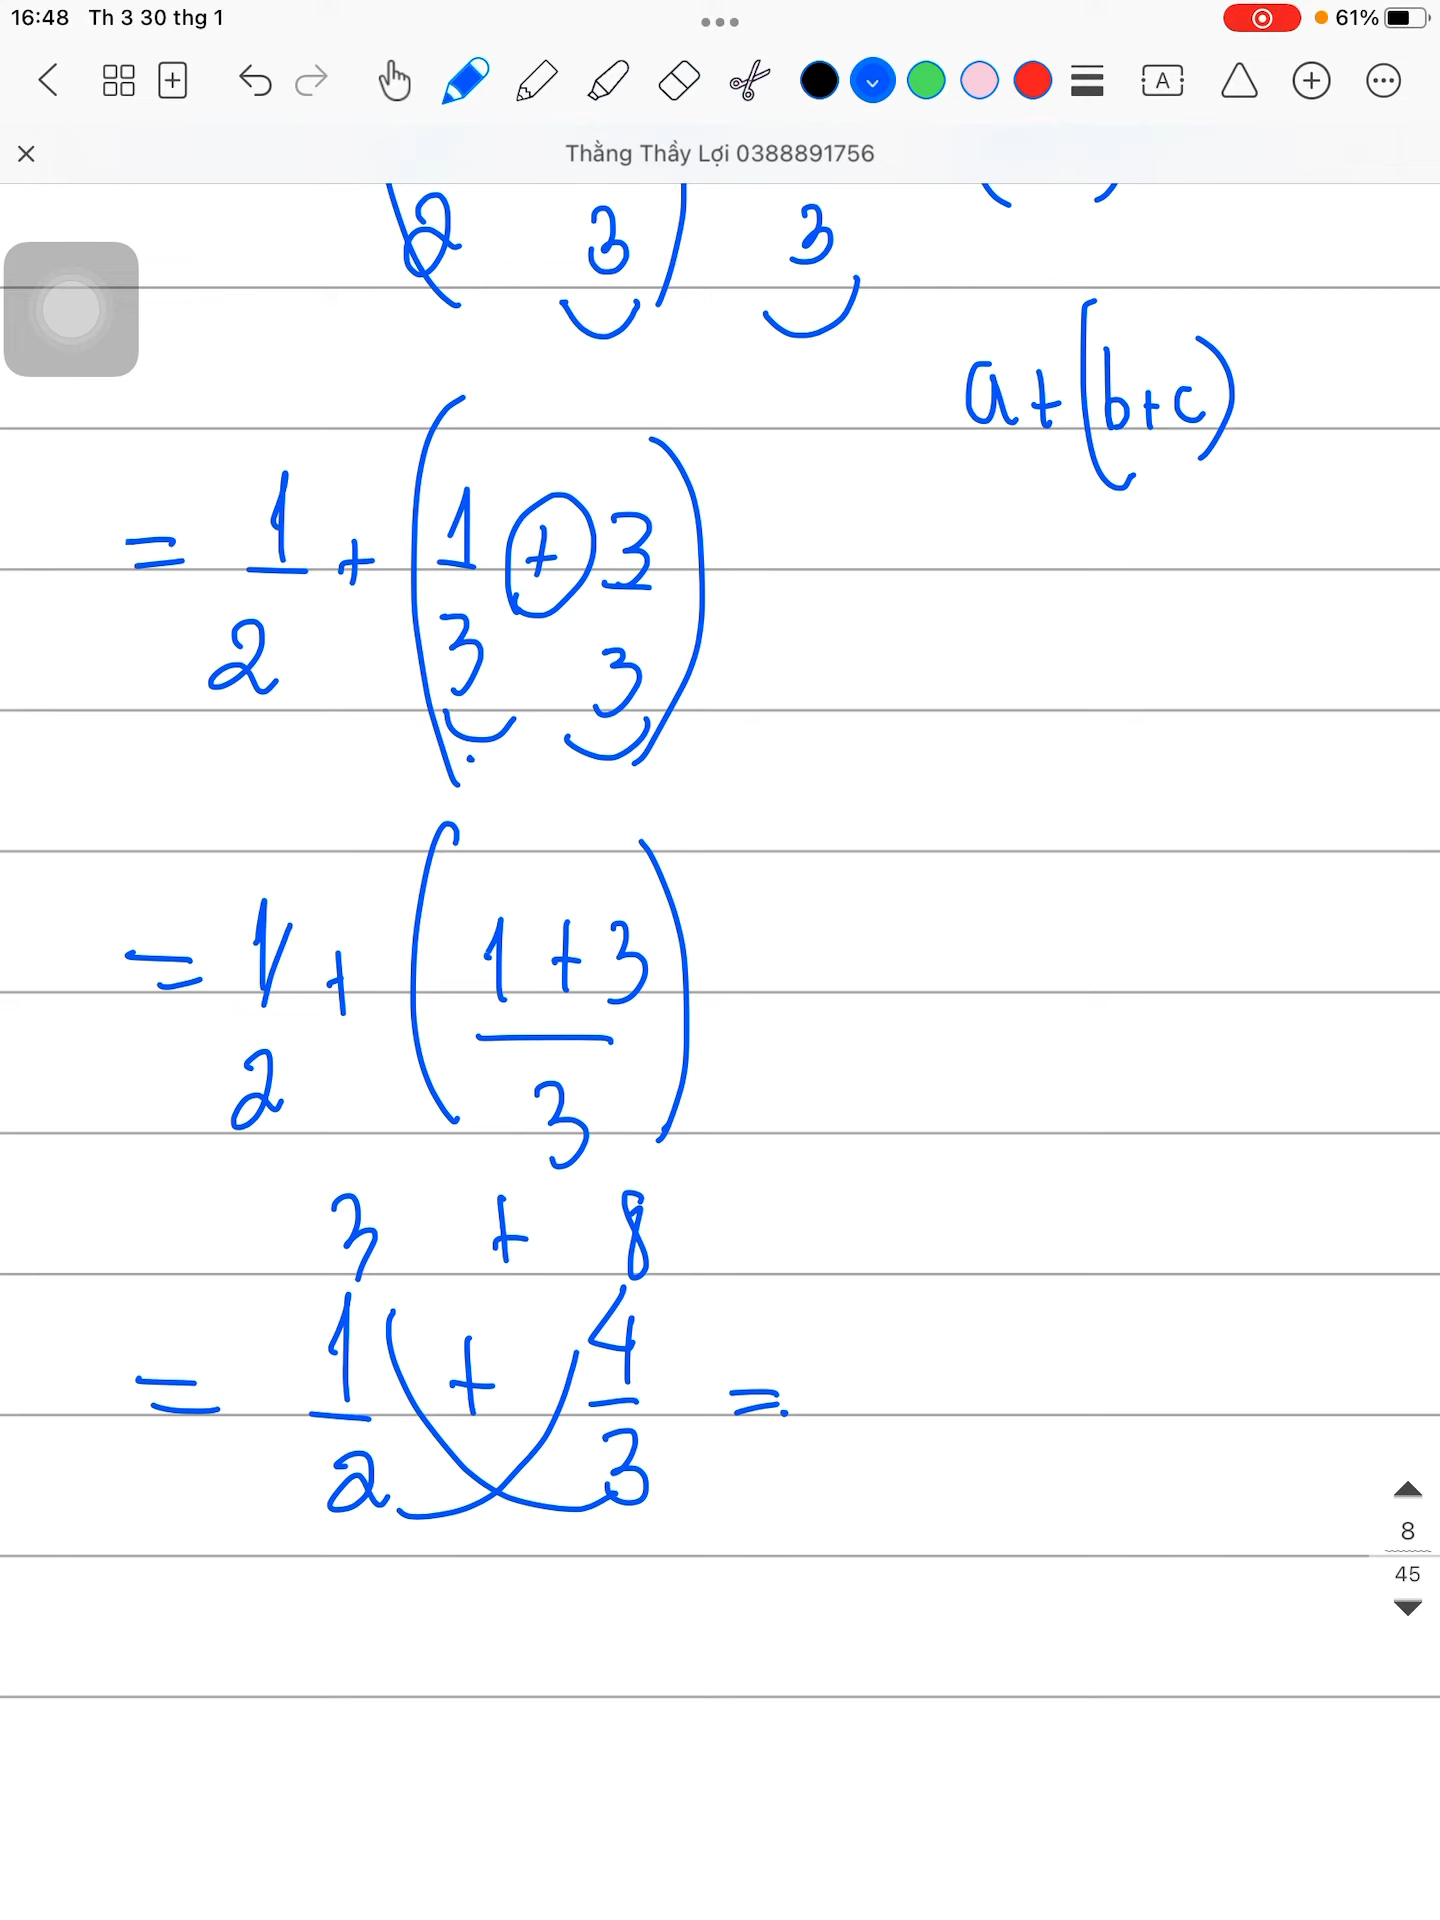 16:48 Th 3 30 thg 1
61%
A
Thằng Thầy Lợi 0388891756
2 3 3
a+(b+c)
= 1/2 + (1/3 + 3/3)
= 1/2 + ((1+3)/3)
3 + 8
= 1/2 + 4/3 =
8
45